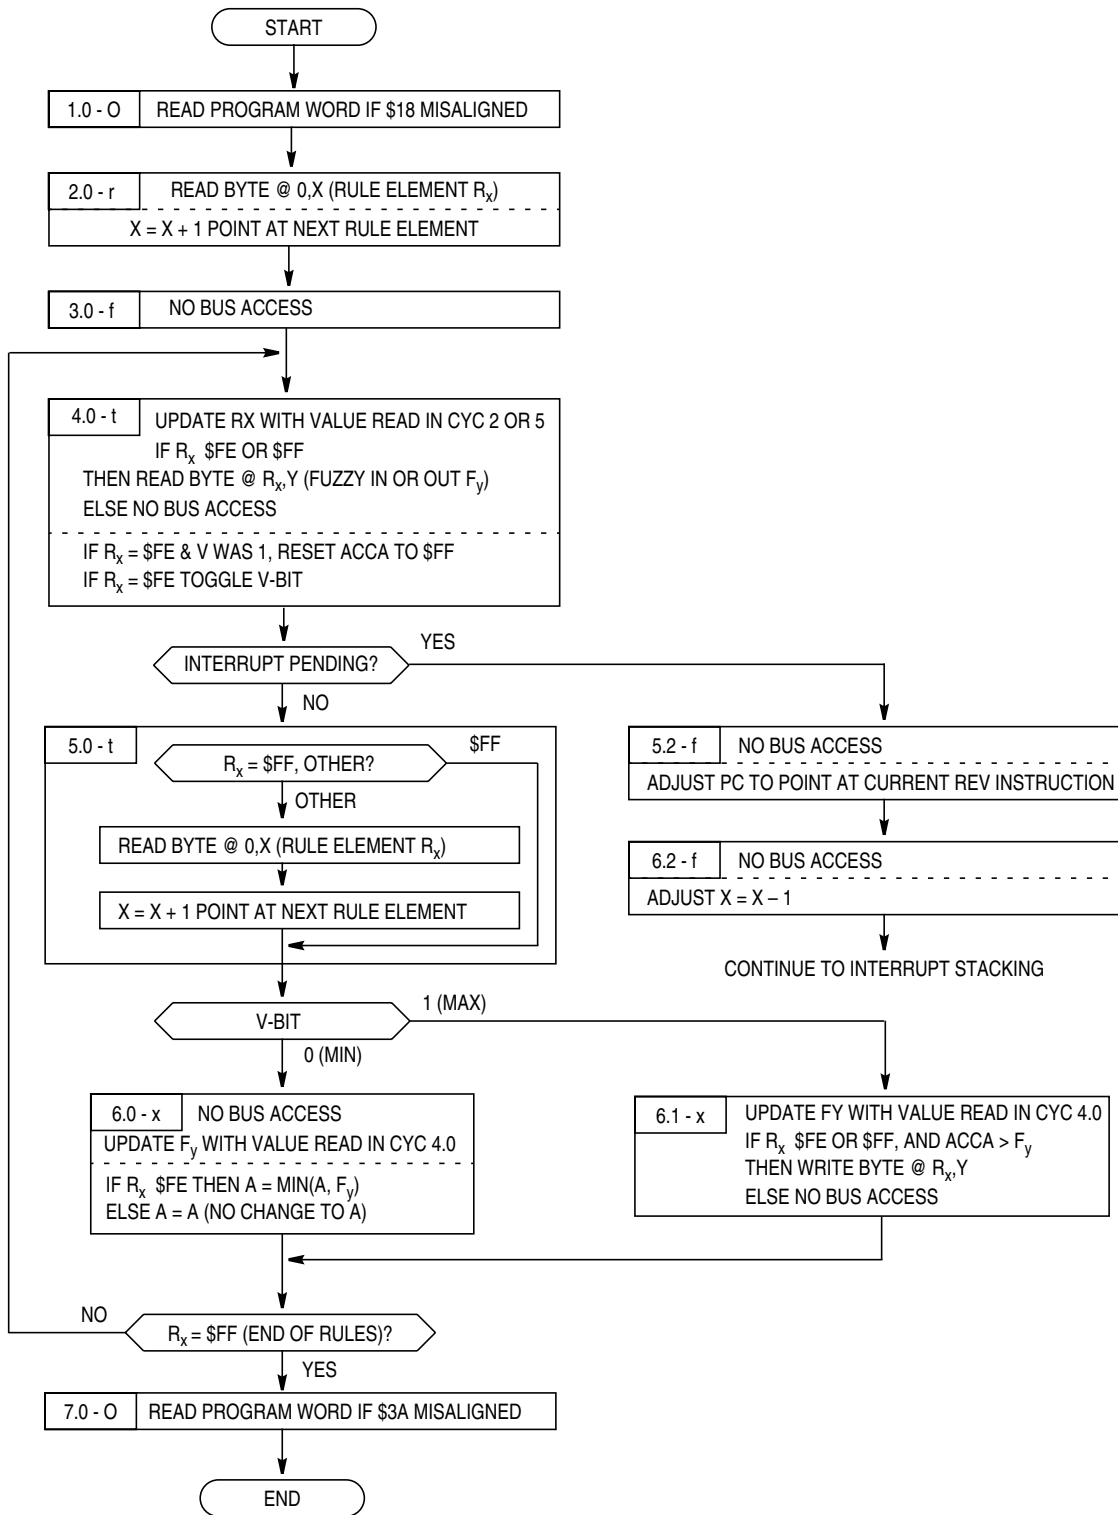 START
1.0 - O READ PROGRAM WORD IF $18 MISALIGNED
2.0 - r READ BYTE @ 0,X (RULE ELEMENT Rx)
X = X + 1 POINT AT NEXT RULE ELEMENT
3.0 - f NO BUS ACCESS
4.0 - t UPDATE RX WITH VALUE READ IN CYC 2 OR 5
IF Rx $FE OR $FF
THEN READ BYTE @ Rx,Y (FUZZY IN OR OUT Fy)
ELSE NO BUS ACCESS
IF Rx = $FE & V WAS 1, RESET ACCA TO $FF
IF Rx = $FE TOGGLE V-BIT
INTERRUPT PENDING?
YES
NO
5.0 - t
Rx = $FF, OTHER?
$FF
OTHER
READ BYTE @ 0,X (RULE ELEMENT Rx)
X = X + 1 POINT AT NEXT RULE ELEMENT
5.2 - f NO BUS ACCESS
ADJUST PC TO POINT AT CURRENT REV INSTRUCTION
6.2 - f NO BUS ACCESS
ADJUST X = X – 1
CONTINUE TO INTERRUPT STACKING
V-BIT
1 (MAX)
0 (MIN)
6.0 - x NO BUS ACCESS
UPDATE Fy WITH VALUE READ IN CYC 4.0
IF Rx $FE THEN A = MIN(A, Fy)
ELSE A = A (NO CHANGE TO A)
6.1 - x UPDATE FY WITH VALUE READ IN CYC 4.0
IF Rx $FE OR $FF, AND ACCA > Fy
THEN WRITE BYTE @ Rx,Y
ELSE NO BUS ACCESS
NO
Rx = $FF (END OF RULES)?
YES
7.0 - O READ PROGRAM WORD IF $3A MISALIGNED
END